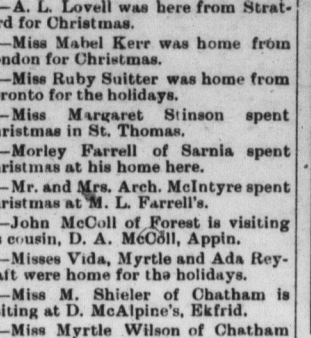 —A. L. Lovell was here from Strat-
rd for Christmas.
—Miss Mabel Kerr was home from
ondon for Christmas.
—Miss Ruby Suitter was home from
ronto for the holidays.
—Miss Margaret Stinson spent
ristmas in St. Thomas.
—Morley Farrell of Sarnia spent
ristmas at his home here.
—Mr. and Mrs. Arch. McIntyre spent
ristmas at M. L. Farrell's.
—John McColl of Forest is visiting
s cousin, D. A. McColl, Appin.
—Misses Vida, Myrtle and Ada Rey-
aft were home for the holidays.
—Miss M. Shieler of Chatham is
iting at D. McAlpine's, Ekfrid.
—Miss Myrtle Wilson of Chatham